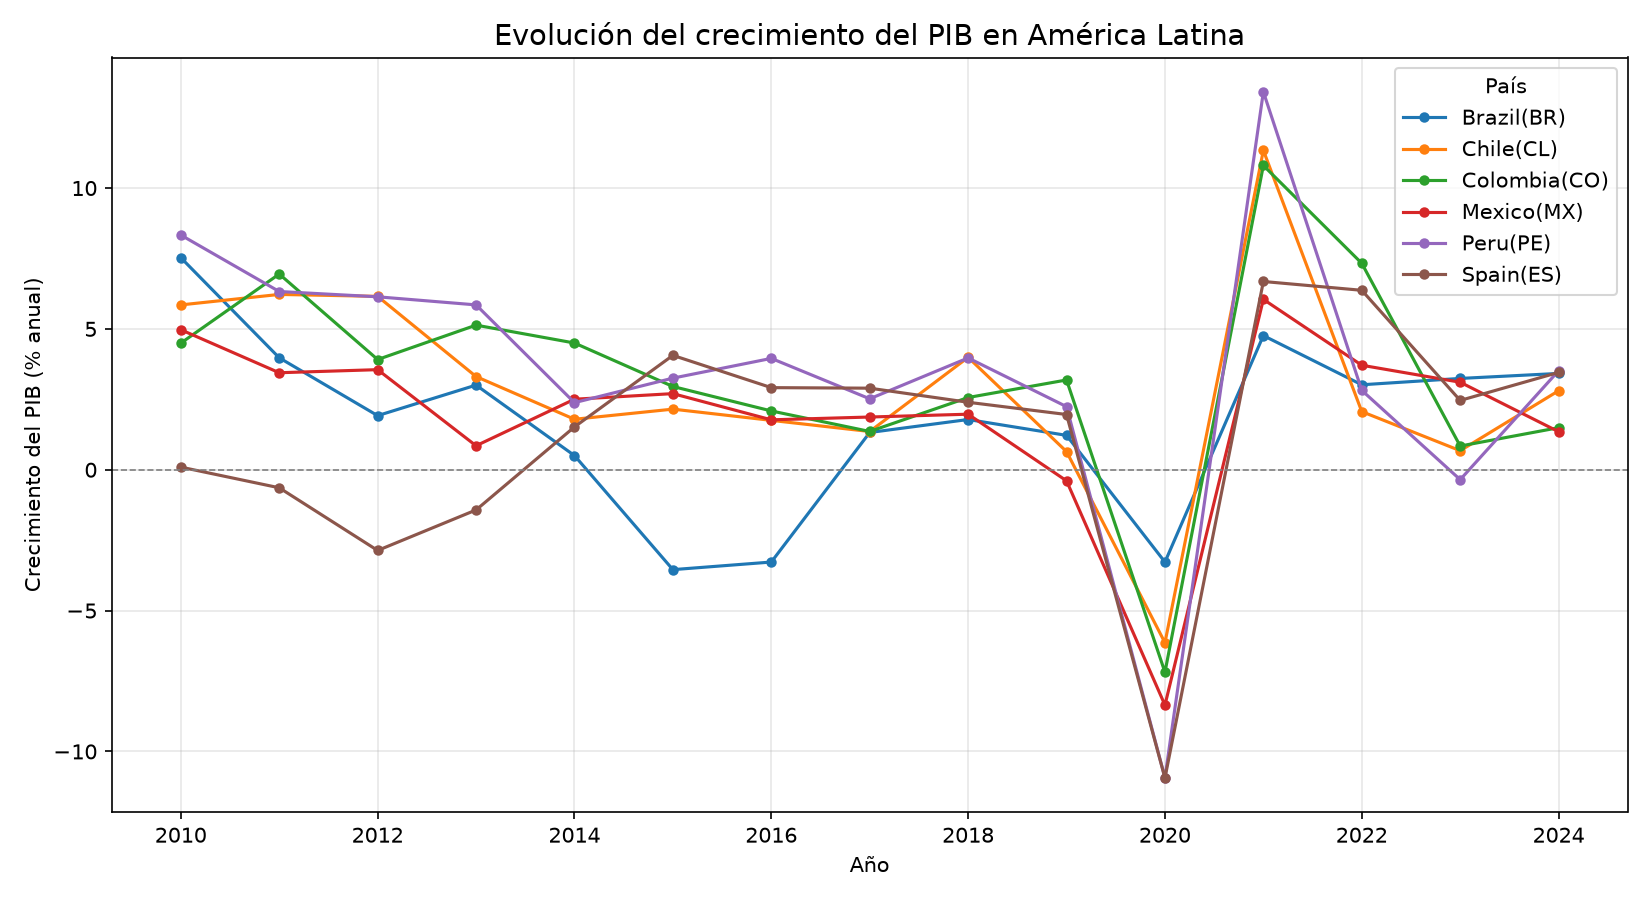 Evolución del crecimiento del PIB en América Latina
Crecimiento del PIB (% anual)
10
5
0
−5
−10
2010
2012
2014
2016
2018
2020
2022
2024
Año
País
Brazil(BR)
Chile(CL)
Colombia(CO)
Mexico(MX)
Peru(PE)
Spain(ES)